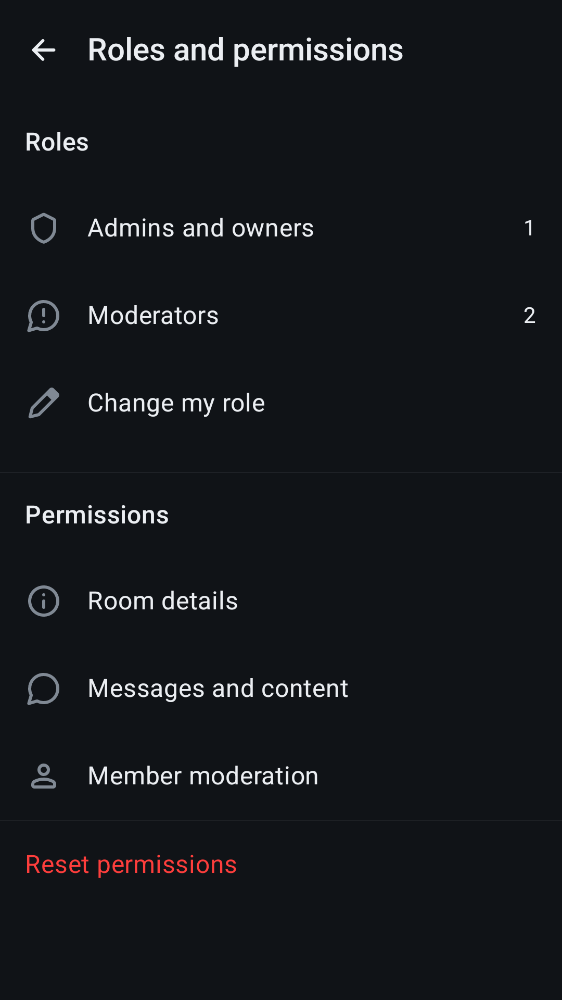 Roles and permissions
Roles
Admins and owners 1
Moderators 2
Change my role
Permissions
Room details
Messages and content
Member moderation
Reset permissions